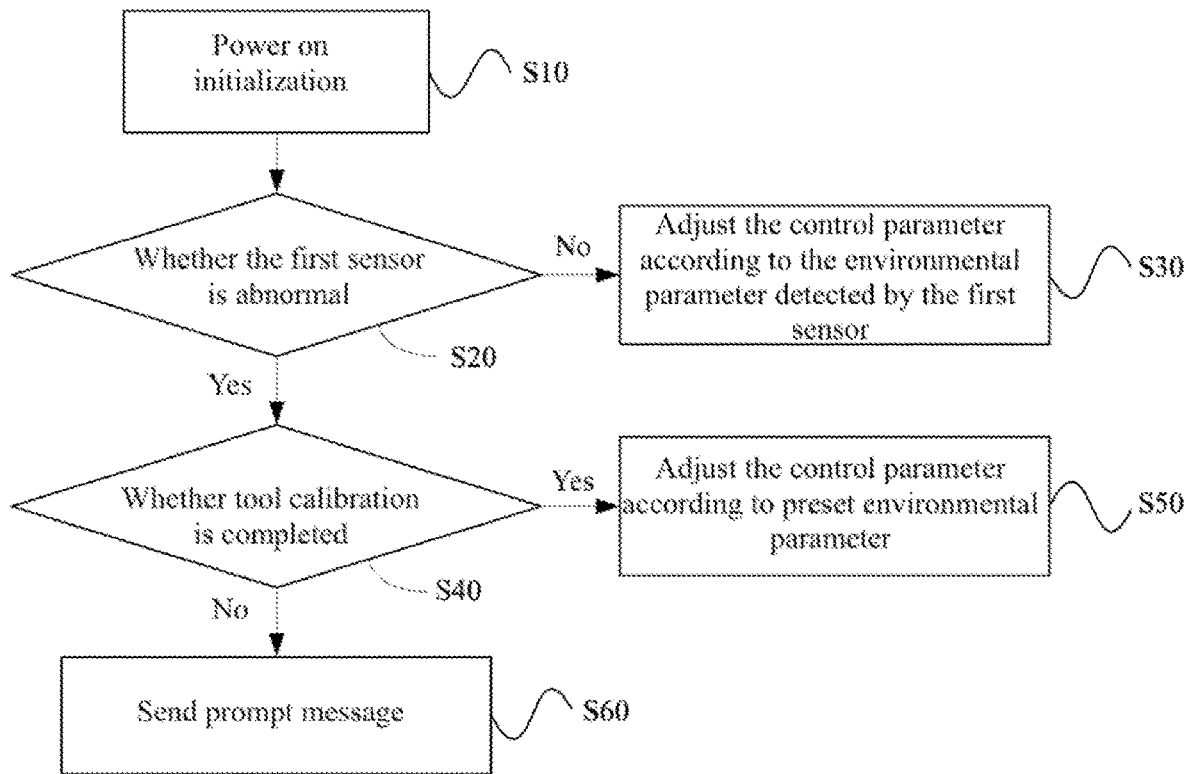 Power on
initialization
S10
Whether the first sensor
is abnormal
No
S20
Adjust the control parameter
according to the environmental
parameter detected by the first
sensor
S30
Yes
Whether tool calibration
is completed
Yes
S40
Adjust the control parameter
according to preset environmental
parameter
S50
No
Send prompt message
S60